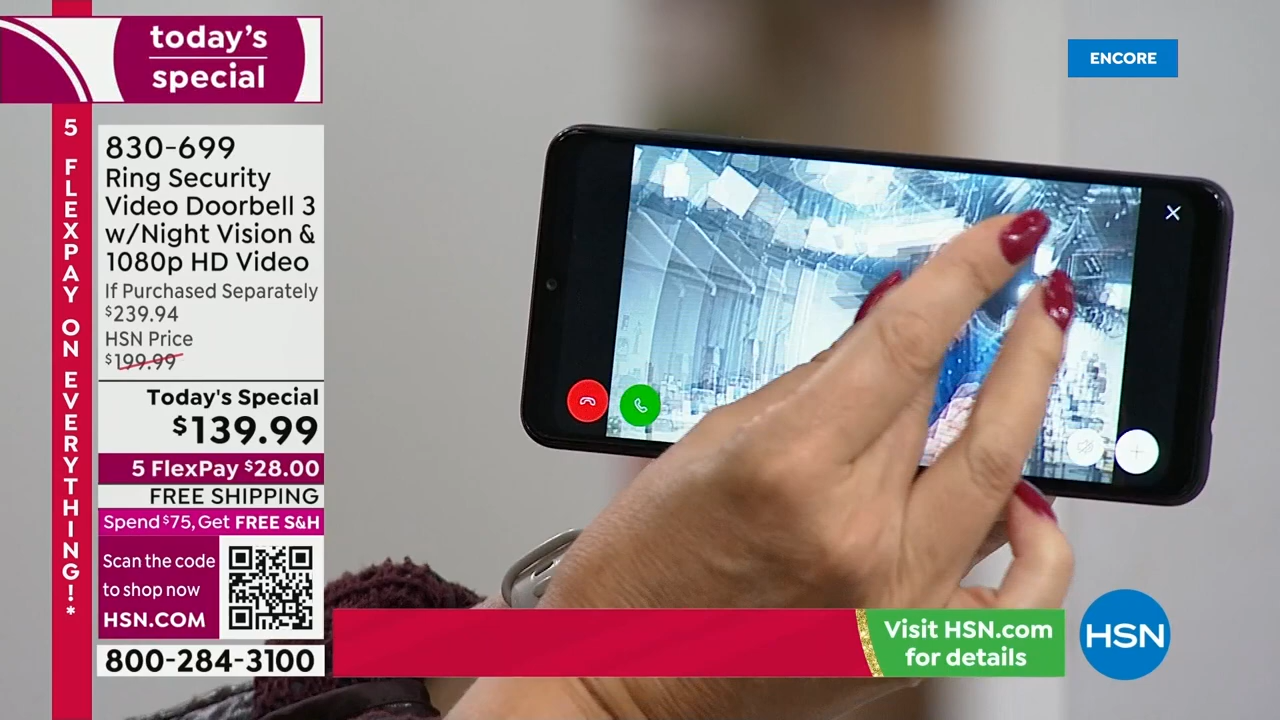 today's
special
ENCORE
5 FLEXPAY ON EVERYTHING!*
830-699
Ring Security
Video Doorbell 3
w/Night Vision &
1080p HD Video
If Purchased Separately
$239.94
HSN Price
$199.99
Today's Special
$139.99
5 FlexPay $28.00
FREE SHIPPING
Spend $75, Get FREE S&H
Scan the code
to shop now
HSN.COM
800-284-3100
Visit HSN.com
for details
HSN